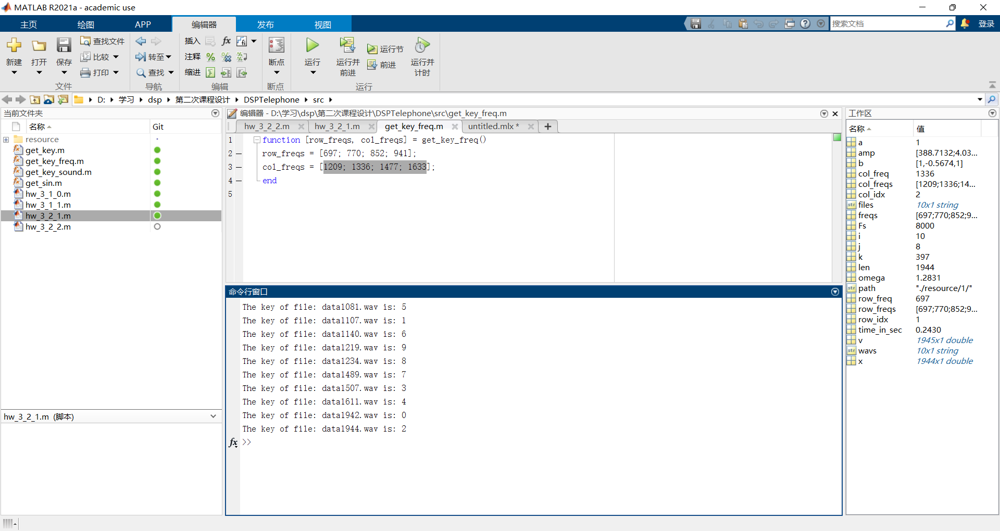 MATLAB R2021a - academic use
主页 绘图 APP 编辑器 发布 视图 搜索文档 登录
新建 打开 保存 查找文件 比较 打印 转至 查找 插入 注释 缩进 断点 运行 运行并前进 运行节 前进 运行并计时
文件 导航 编辑 断点 运行
D: 学习 dsp 第二次课程设计 DSPTelephone src
当前文件夹
名称 Git
resource
get_key.m
get_key_freq.m
get_key_sound.m
get_sin.m
hw_3_1_0.m
hw_3_1_1.m
hw_3_2_1.m
hw_3_2_2.m
hw_3_2_1.m (脚本)
编辑器 - D:\学习\dsp\第二次课程设计\DSPTelephone\src\get_key_freq.m
hw_3_2_2.m hw_3_2_1.m get_key_freq.m untitled.mlx *
1 function [row_freqs, col_freqs] = get_key_freq()
2 — row_freqs = [697; 770; 852; 941];
3 — col_freqs = [1209; 1336; 1477; 1633];
4 — end
5
命令行窗口
The key of file: data1081.wav is: 5
The key of file: data1107.wav is: 1
The key of file: data1140.wav is: 6
The key of file: data1219.wav is: 9
The key of file: data1234.wav is: 8
The key of file: data1489.wav is: 7
The key of file: data1507.wav is: 3
The key of file: data1611.wav is: 4
The key of file: data1942.wav is: 0
The key of file: data1944.wav is: 2
fx >>
工作区
名称 值
a 1
amp [388.7132;4.03...
b [1,-0.5674,1]
col_freq 1336
col_freqs [1209;1336;14...
col_idx 2
files 10x1 string
freqs [697;770;852;9...
Fs 8000
i 10
j 8
k 397
len 1944
omega 1.2831
path "./resource/1/"
row_freq 697
row_freqs [697;770;852;9...
row_idx 1
time_in_sec 0.2430
v 1945x1 double
wavs 10x1 string
x 1944x1 double